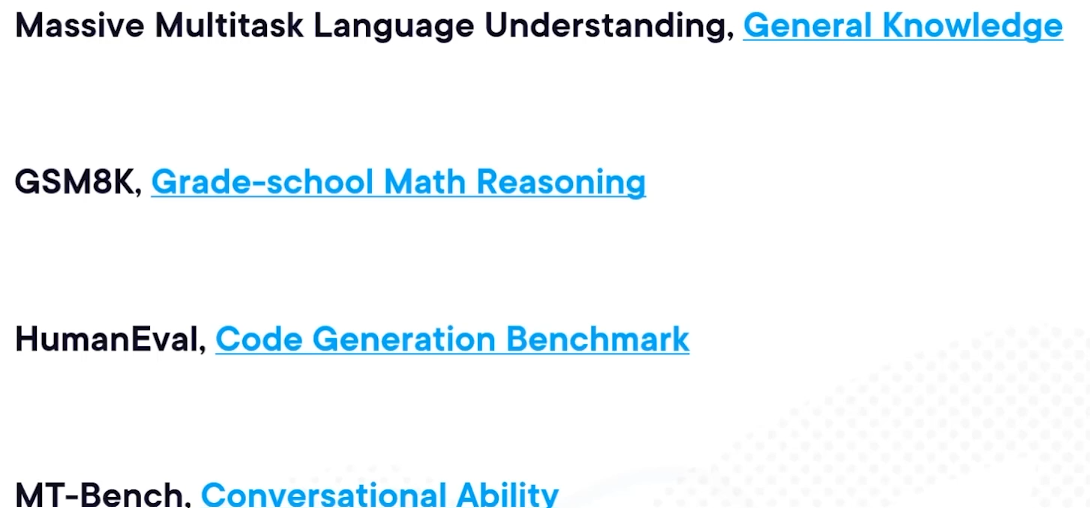 Massive Multitask Language Understanding, General Knowledge
GSM8K, Grade-school Math Reasoning
HumanEval, Code Generation Benchmark
MT-Bench, Conversational Ability